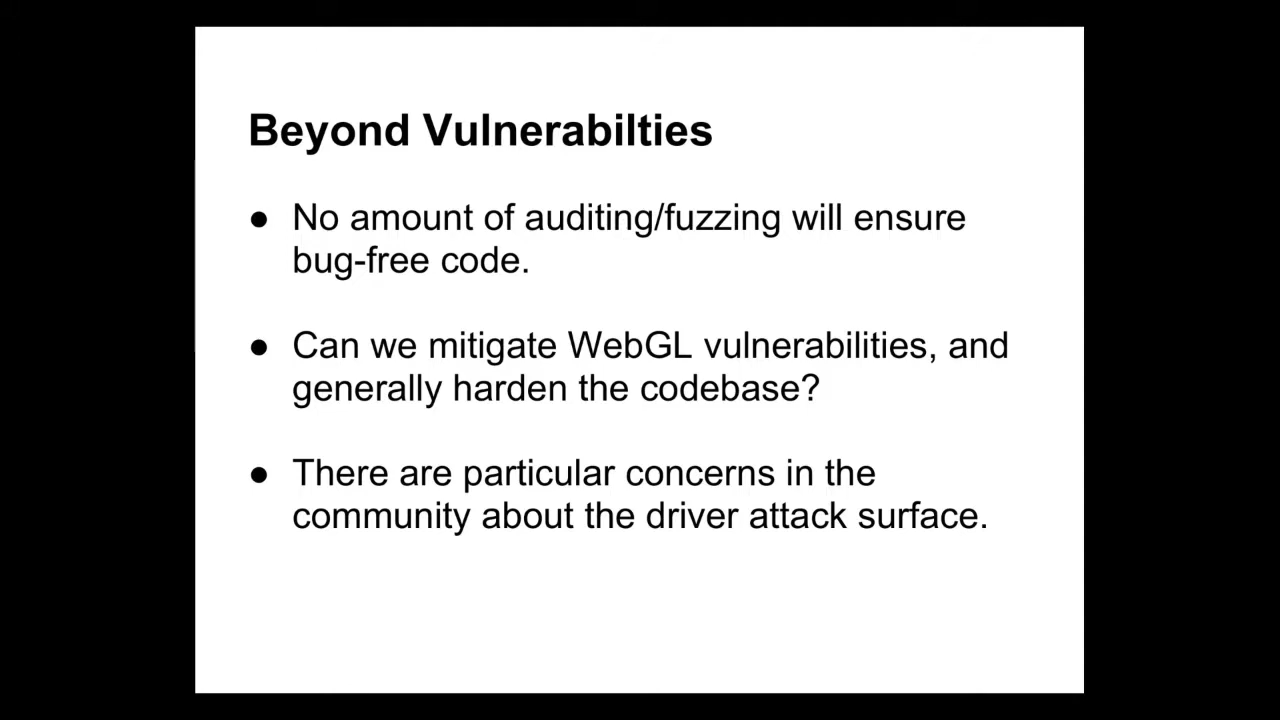 Beyond Vulnerabilties
● No amount of auditing/fuzzing will ensure
bug-free code.
● Can we mitigate WebGL vulnerabilities, and
generally harden the codebase?
● There are particular concerns in the
community about the driver attack surface.